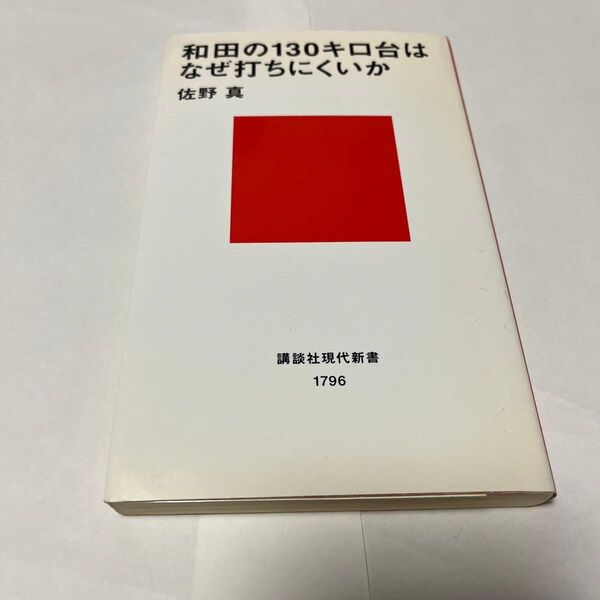 和田の130キロ台は
なぜ打ちにくいか
佐野 真
講談社現代新書
1796